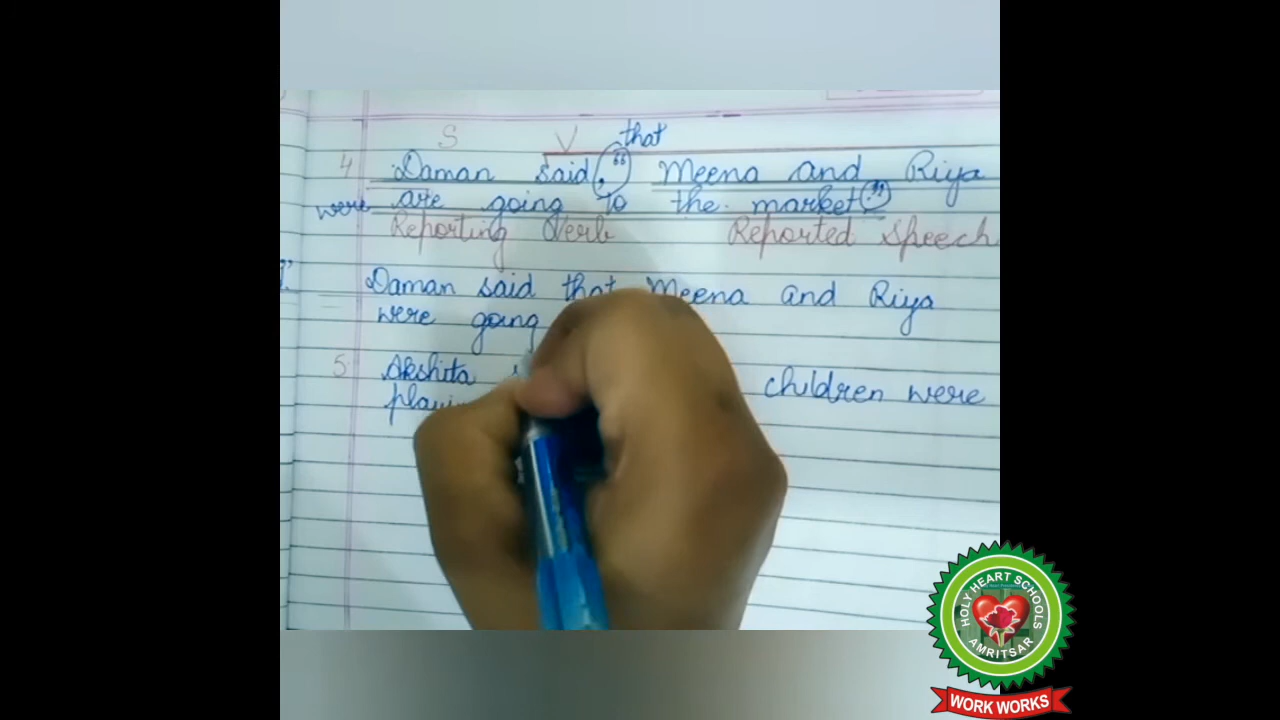 S V that
4 Daman said, “ Meena and Riya
were are going to the market.”
Reporting Verb Reported Speech
Daman said that Meena and Riya
were going
5. Akshita children were
HOLY HEART SCHOOLS
AMRITSAR
WORK WORKS